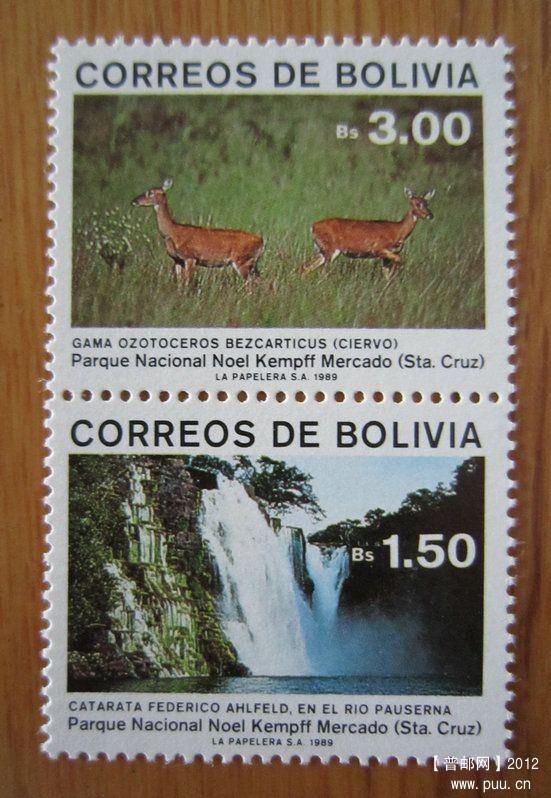 CORREOS DE BOLIVIA
Bs 3.00
GAMA OZOTOCEROS BEZCARTICUS (CIERVO)
Parque Nacional Noel Kempff Mercado (Sta. Cruz)
LA PAPELERA S.A. 1989
CORREOS DE BOLIVIA
Bs 1.50
CATARATA FEDERICO AHLFELD, EN EL RIO PAUSERNA
Parque Nacional Noel Kempff Mercado (Sta. Cruz)
LA PAPELERA S.A. 1989
【普邮网】2012
www.puu.cn